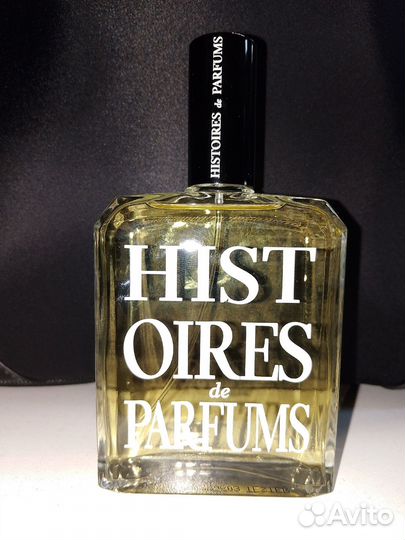 HISTOIRES de PARFUMS
HIST
OIRES
de
PARFUMS
Avito